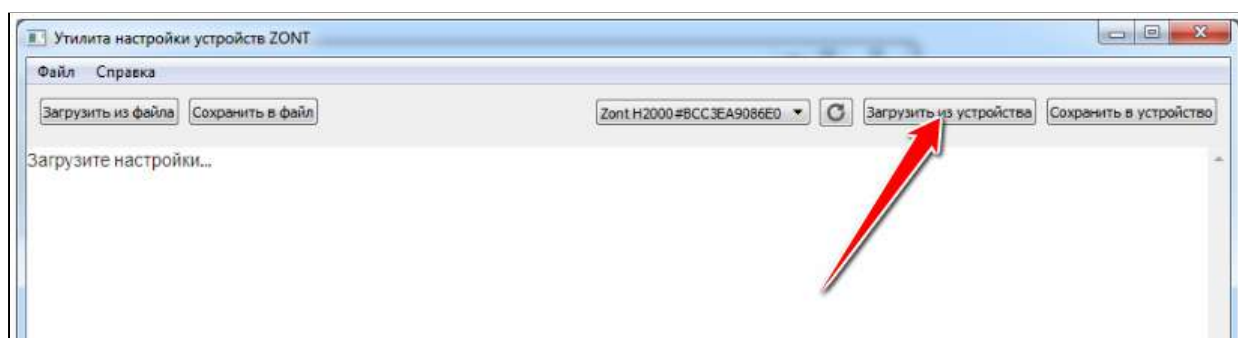 Утилита настройки устройств ZONT
Файл Справка
Загрузить из файла Сохранить в файл Zont H2000#BCC3EA9086E0 Загрузить из устройства Сохранить в устройство
Загрузите настройки...